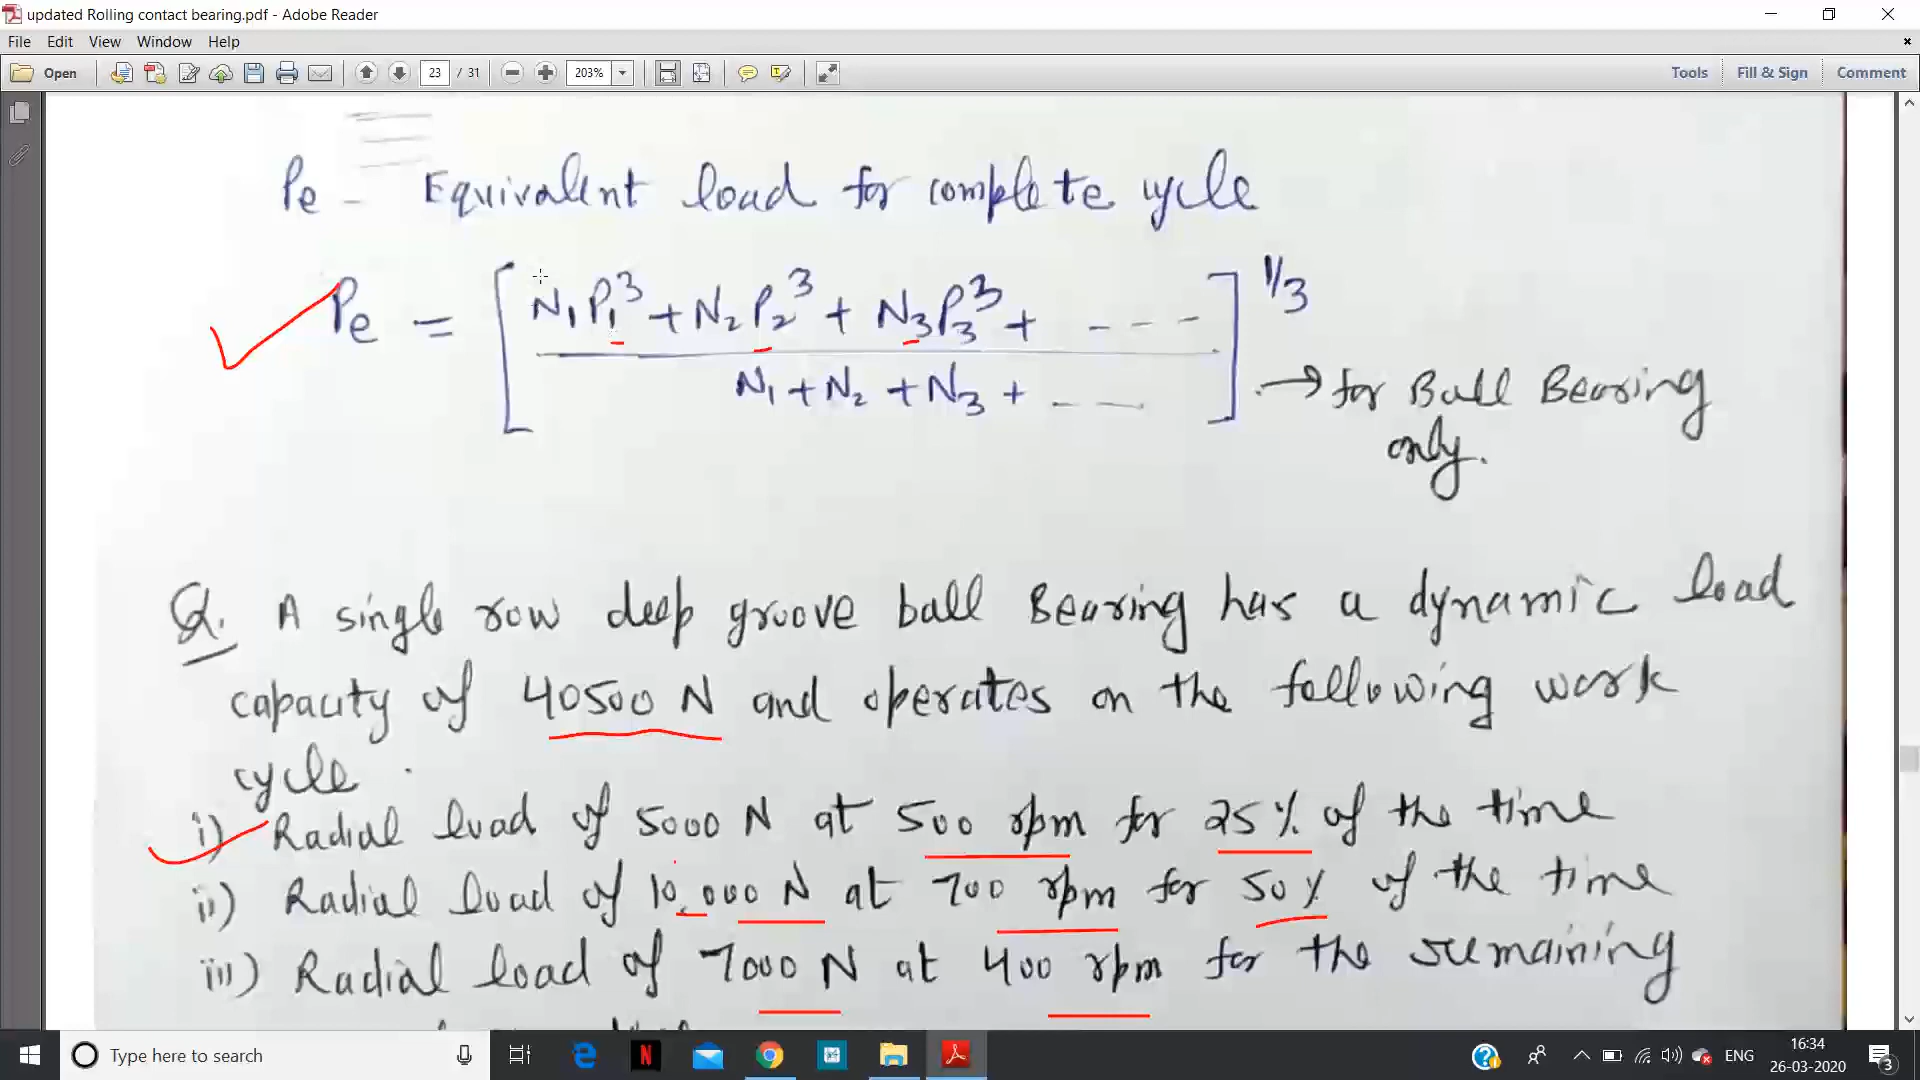 updated Rolling contact bearing.pdf - Adobe Reader
File Edit View Window Help
Open 23 / 31 203% Tools Fill & Sign Comment
Pe - Equivalent load for complete cycle
Pe = [ N₁P₁³ + N₂P₂³ + N₃P₃³ + ---- ]^1/3
N₁ + N₂ + N₃ + ---
→ for Ball Bearing
only.
Q. A single row deep groove ball Bearing has a dynamic load
capacity of 40500 N and operates on the following work
cycle.
i) Radial load of 5000 N at 500 rpm for 25% of the time
ii) Radial load of 10,000 N at 700 rpm for 50% of the time
iii) Radial load of 7000 N at 400 rpm for the remaining
Type here to search
ENG
16:34
26-03-2020
3